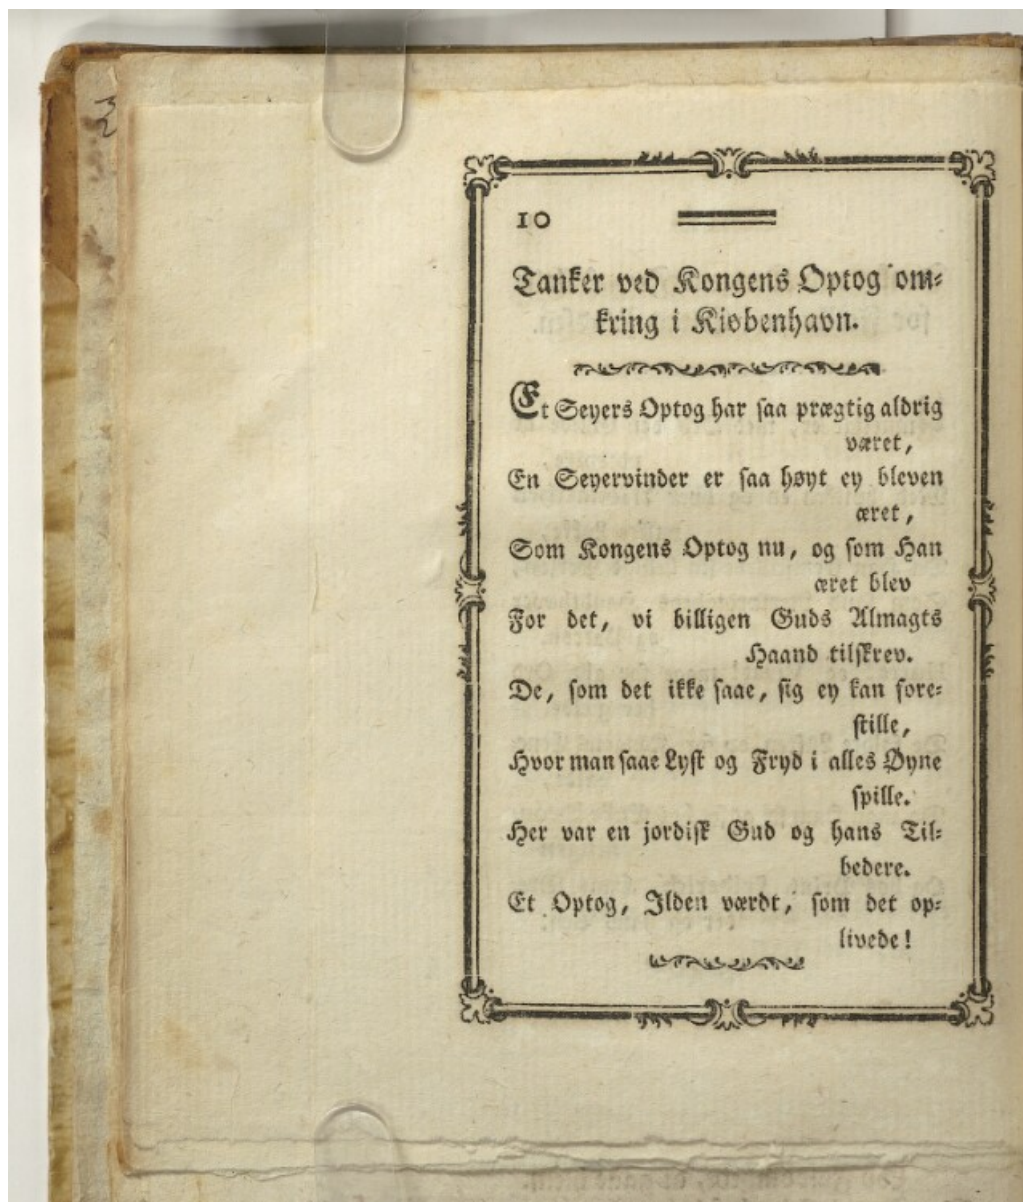 10
Tanker ved Kongens Optog om-
kring i Kiøbenhavn.
Et Seyers Optog har saa prægtig aldrig
været,
En Seyervinder er saa høyt ey bleven
æret,
Som Kongens Optog nu, og som Han
æret blev
For det, vi billigen Guds Almagts
Haand tilskrev.
De, som det ikke saae, sig ey kan fore-
stille,
Hvor man saae Lyst og Fryd i alles Øyne
spille.
Her var en jordisk Gud og hans Til-
bedere.
Et Optog, Ilden værdt, som det op-
livede!